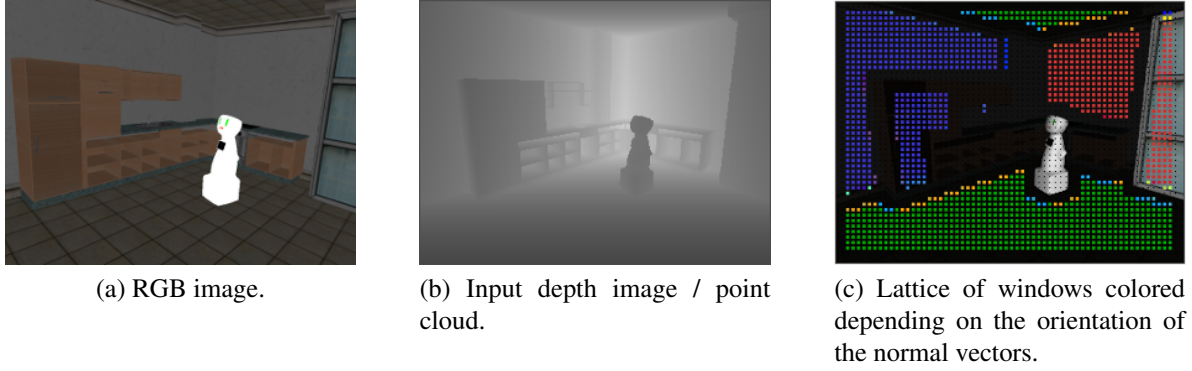 (a) RGB image.
(b) Input depth image / point
cloud.
(c) Lattice of windows colored
depending on the orientation of
the normal vectors.